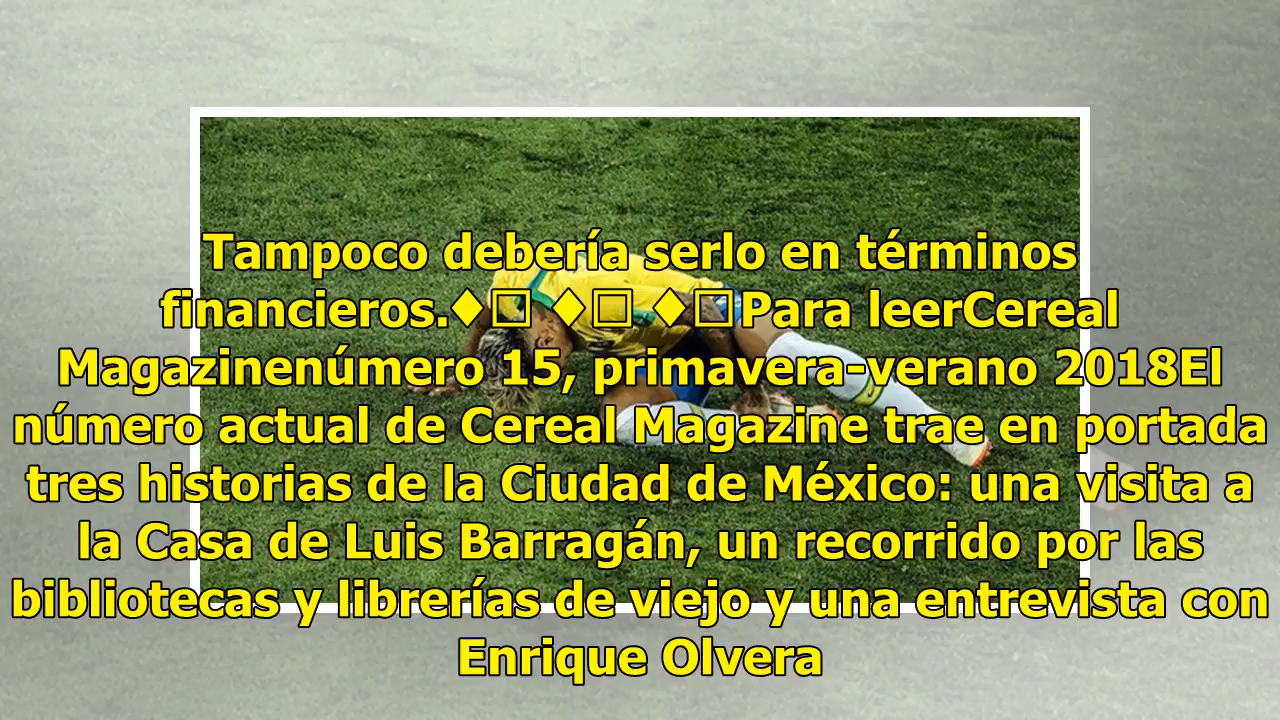 Tampoco debería serlo en términos
financieros.♦□ ♦□ ♦□Para leerCereal
Magazinenúmero 15, primavera-verano 2018El
número actual de Cereal Magazine trae en portada
tres historias de la Ciudad de México: una visita a
la Casa de Luis Barragán, un recorrido por las
bibliotecas y librerías de viejo y una entrevista con
Enrique Olvera